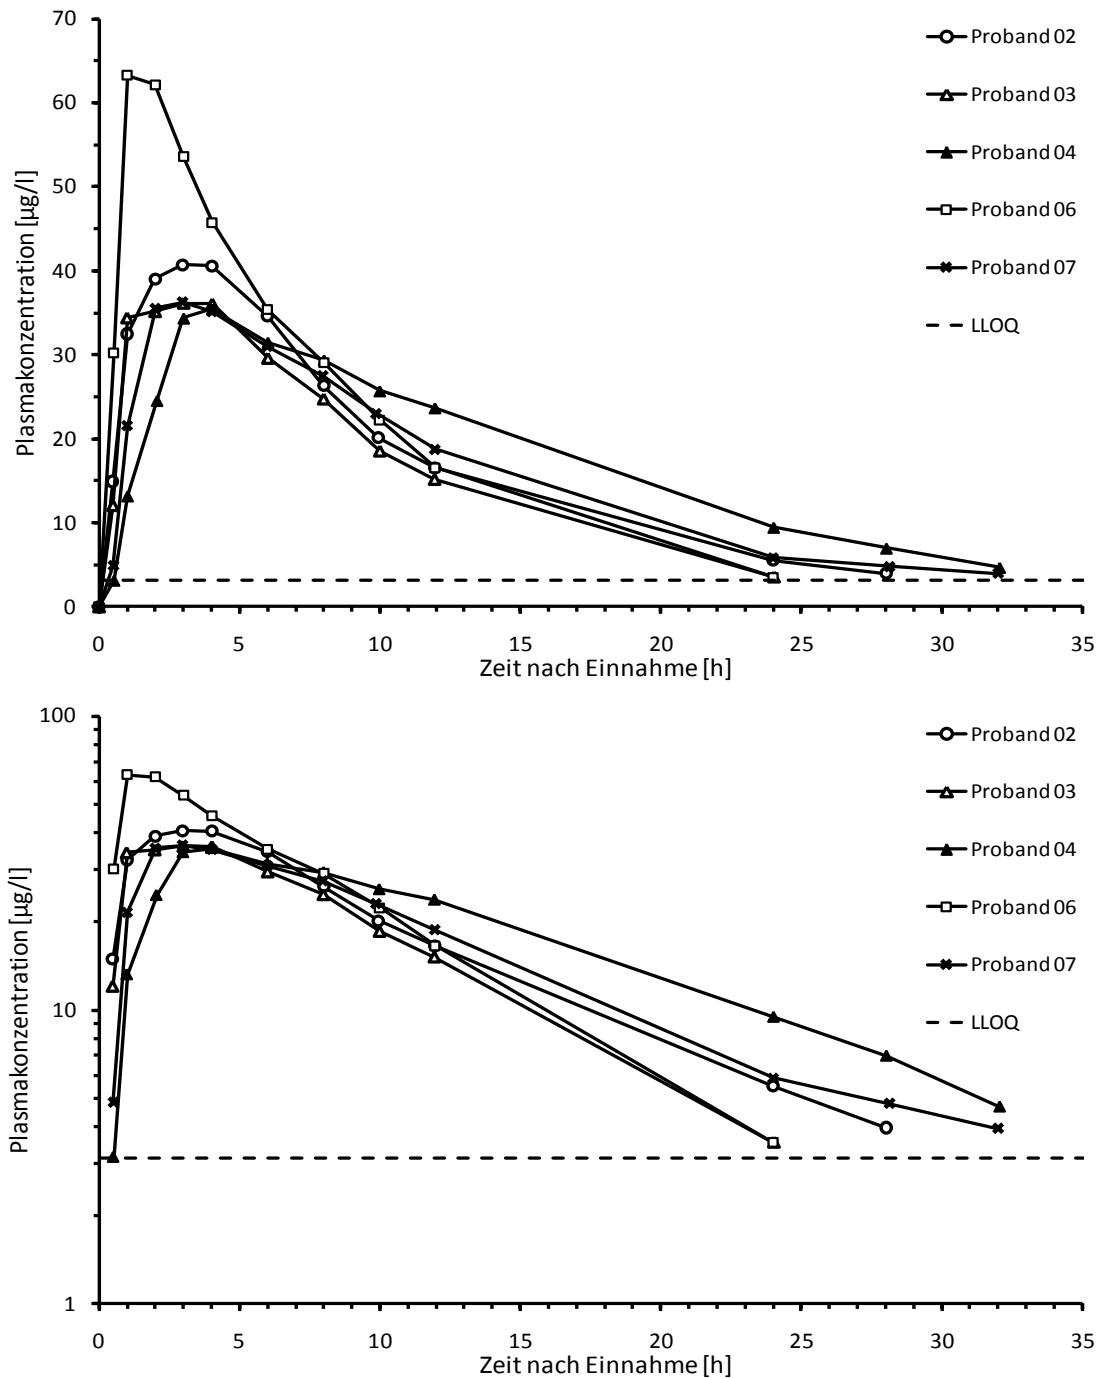 70
60
50
40
30
20
10
0
Plasmakonzentration [µg/l]
0 5 10 15 20 25 30 35
Zeit nach Einnahme [h]
Proband 02
Proband 03
Proband 04
Proband 06
Proband 07
LLOQ
100
10
1
Plasmakonzentration [µg/l]
0 5 10 15 20 25 30 35
Zeit nach Einnahme [h]
Proband 02
Proband 03
Proband 04
Proband 06
Proband 07
LLOQ